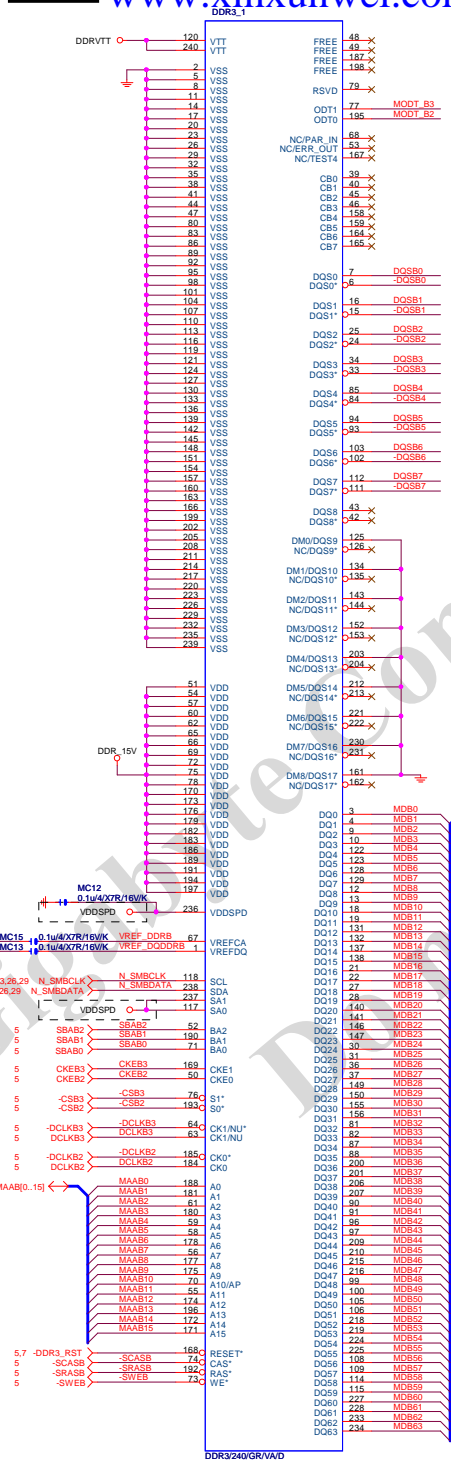 www.xinxunwei.com
DDR3_1
DDRVTT
120 VTT
240 VTT
2 VSS
5 VSS
8 VSS
11 VSS
14 VSS
17 VSS
20 VSS
23 VSS
26 VSS
29 VSS
32 VSS
35 VSS
38 VSS
41 VSS
44 VSS
47 VSS
80 VSS
83 VSS
86 VSS
89 VSS
92 VSS
95 VSS
98 VSS
101 VSS
104 VSS
107 VSS
110 VSS
113 VSS
116 VSS
119 VSS
121 VSS
124 VSS
127 VSS
130 VSS
133 VSS
136 VSS
139 VSS
142 VSS
145 VSS
148 VSS
151 VSS
154 VSS
157 VSS
160 VSS
163 VSS
166 VSS
199 VSS
202 VSS
205 VSS
208 VSS
211 VSS
214 VSS
217 VSS
220 VSS
223 VSS
226 VSS
229 VSS
232 VSS
235 VSS
239 VSS
51 VDD
54 VDD
57 VDD
60 VDD
62 VDD
65 VDD
66 VDD
DDR_15V
69 VDD
72 VDD
75 VDD
78 VDD
170 VDD
173 VDD
176 VDD
179 VDD
182 VDD
183 VDD
186 VDD
189 VDD
191 VDD
194 VDD
197 VDD
MC12
0.1u/4/X7R/16V/K
VDDSPD 236 VDDSPD
MC15 0.1u/4/X7R/16V/K VREF_DDRB 67 VREFCA
MC13 0.1u/4/X7R/16V/K VREF_DQDDRB 1 VREFDQ
3,26,29 N_SMBCLK N_SMBCLK 118 SCL
26,29 N_SMBDATA N_SMBDATA 238 SDA
237 SA1
VDDSPD 117 SA0
5 SBAB2 SBAB2 52 BA2
5 SBAB1 SBAB1 190 BA1
5 SBAB0 SBAB0 71 BA0
5 CKEB3 CKEB3 169 CKE1
5 CKEB2 CKEB2 50 CKE0
5 -CSB3 -CSB3 76 S1*
5 -CSB2 -CSB2 193 S0*
5 -DCLKB3 -DCLKB3 64 CK1/NU*
5 DCLKB3 DCLKB3 63 CK1/NU
5 -DCLKB2 -DCLKB2 185 CK0*
5 DCLKB2 DCLKB2 184 CK0
MAAB[0..15]
MAAB0 188 A0
MAAB1 181 A1
MAAB2 61 A2
MAAB3 180 A3
MAAB4 59 A4
MAAB5 58 A5
MAAB6 178 A6
MAAB7 56 A7
MAAB8 177 A8
MAAB9 175 A9
MAAB10 70 A10/AP
MAAB11 55 A11
MAAB12 174 A12
MAAB13 196 A13
MAAB14 172 A14
MAAB15 171 A15
5,7 -DDR3_RST 168 RESET*
5 -SCASB -SCASB 74 CAS*
5 -SRASB -SRASB 192 RAS*
5 -SWEB -SWEB 73 WE*
FREE 48
FREE 49
FREE 187
FREE 198
RSVD 79
ODT1 77 MODT_B3
ODT0 195 MODT_B2
NC/PAR_IN 68
NC/ERR_OUT 53
NC/TEST4 167
CB0 39
CB1 40
CB2 45
CB3 46
CB4 158
CB5 159
CB6 164
CB7 165
DQS0 7 DQSB0
DQS0* 6 -DQSB0
DQS1 16 DQSB1
DQS1* 15 -DQSB1
DQS2 25 DQSB2
DQS2* 24 -DQSB2
DQS3 34 DQSB3
DQS3* 33 -DQSB3
DQS4 85 DQSB4
DQS4* 84 -DQSB4
DQS5 94 DQSB5
DQS5* 93 -DQSB5
DQS6 103 DQSB6
DQS6* 102 -DQSB6
DQS7 112 DQSB7
DQS7* 111 -DQSB7
DQS8 43
DQS8* 42
DM0/DQS9 125
NC/DQS9* 126
DM1/DQS10 134
NC/DQS10* 135
DM2/DQS11 143
NC/DQS11* 144
DM3/DQS12 152
NC/DQS12* 153
DM4/DQS13 203
NC/DQS13* 204
DM5/DQS14 212
NC/DQS14* 213
DM6/DQS15 221
NC/DQS15* 222
DM7/DQS16 230
NC/DQS16* 231
DM8/DQS17 161
NC/DQS17* 162
DQ0 3 MDB0
DQ1 4 MDB1
DQ2 9 MDB2
DQ3 10 MDB3
DQ4 122 MDB4
DQ5 123 MDB5
DQ6 128 MDB6
DQ7 129 MDB7
DQ8 12 MDB8
DQ9 13 MDB9
DQ10 18 MDB10
DQ11 19 MDB11
DQ12 131 MDB12
DQ13 132 MDB13
DQ14 137 MDB14
DQ15 138 MDB15
DQ16 21 MDB16
DQ17 22 MDB17
DQ18 27 MDB18
DQ19 28 MDB19
DQ20 140 MDB20
DQ21 141 MDB21
DQ22 146 MDB22
DQ23 147 MDB23
DQ24 30 MDB24
DQ25 31 MDB25
DQ26 36 MDB26
DQ27 37 MDB27
DQ28 149 MDB28
DQ29 150 MDB29
DQ30 155 MDB30
DQ31 156 MDB31
DQ32 81 MDB32
DQ33 82 MDB33
DQ34 87 MDB34
DQ35 88 MDB35
DQ36 200 MDB36
DQ37 201 MDB37
DQ38 206 MDB38
DQ39 207 MDB39
DQ40 90 MDB40
DQ41 91 MDB41
DQ42 96 MDB42
DQ43 97 MDB43
DQ44 209 MDB44
DQ45 210 MDB45
DQ46 215 MDB46
DQ47 216 MDB47
DQ48 99 MDB48
DQ49 100 MDB49
DQ50 105 MDB50
DQ51 106 MDB51
DQ52 218 MDB52
DQ53 219 MDB53
DQ54 224 MDB54
DQ55 225 MDB55
DQ56 108 MDB56
DQ57 109 MDB57
DQ58 114 MDB58
DQ59 115 MDB59
DQ60 227 MDB60
DQ61 228 MDB61
DQ62 233 MDB62
DQ63 234 MDB63
DDR3/240/GR/VA/D
Gigabyte Con
Do n